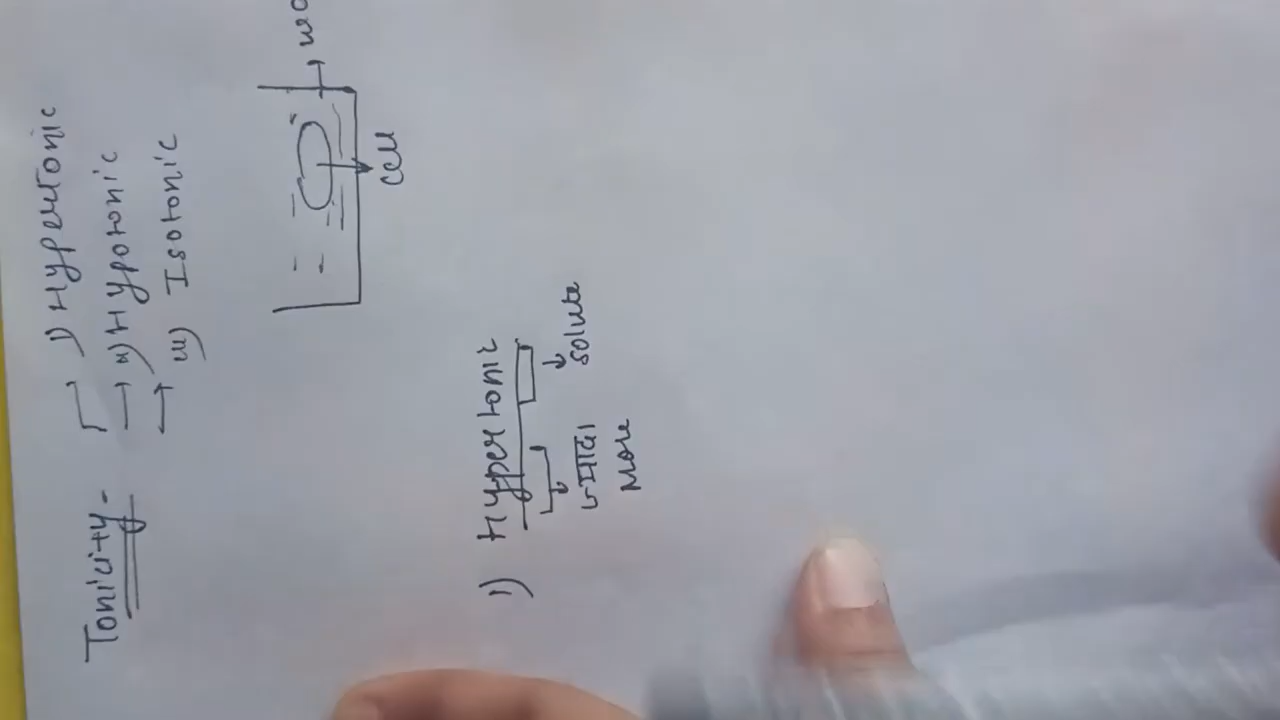 Tonicity - → i) Hypertonic
→ ii) Hypotonic
→ iii) Isotonic
→ Cell
1) Hypertonic
ज्यादा ↓ solute
More